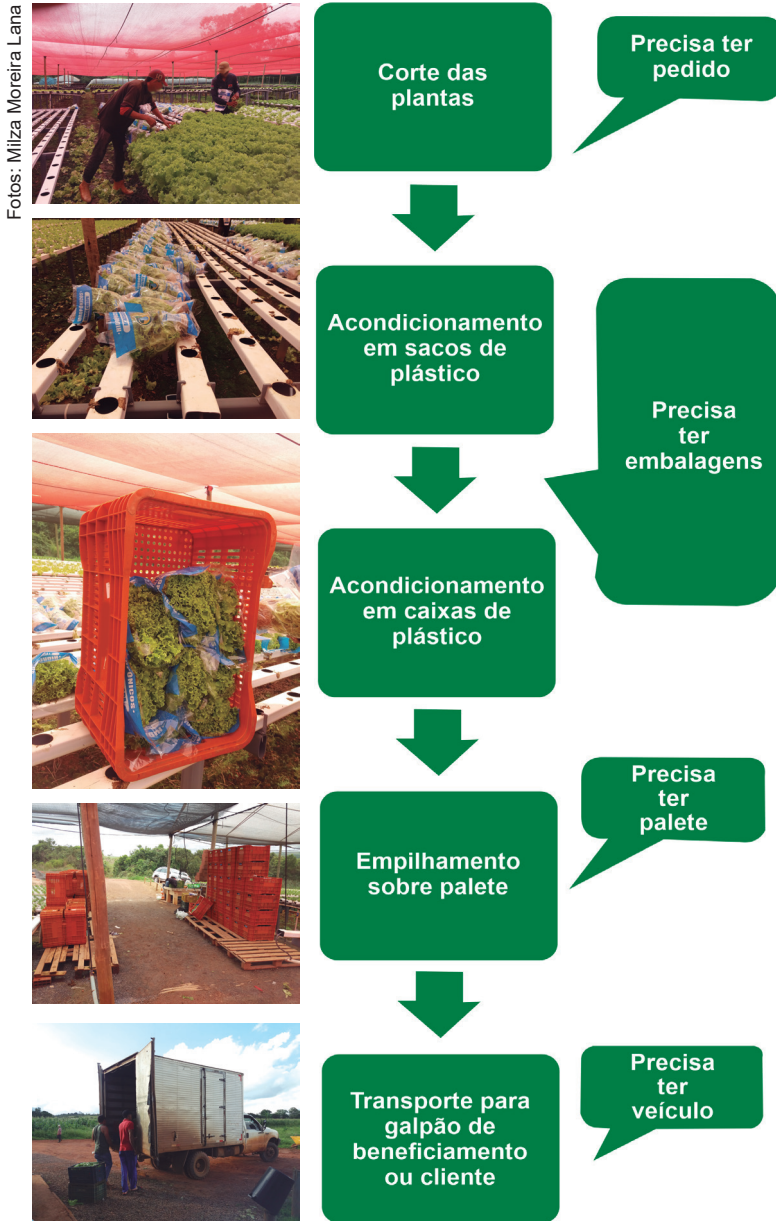 Fotos: Milza Moreira Lana
Corte das
plantas
Precisa ter
pedido
Acondicionamento
em sacos de
plástico
Precisa
ter
embalagens
Acondicionamento
em caixas de
plástico
Empilhamento
sobre palete
Precisa
ter
palete
Transporte para
galpão de
beneficiamento
ou cliente
Precisa
ter
veículo